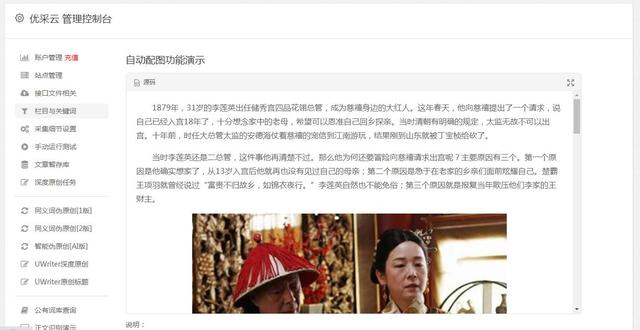 优采云 管理控制台
账户管理 充值
站点管理
接口文件相关
栏目与关键词
采集细节设置
手动运行测试
文章暂存库
深度原创任务
同义词伪原创[1版]
同义词伪原创[2版]
智能伪原创[AI版]
UWriter深度原创
UWriter原创标题
公有词库查询
正文识别演示
自动配图功能演示
源码
1879年，31岁的李莲英出任储秀宫四品花翎总管，成为慈禧身边的大红人。这年春天，他向慈禧提出了一个请求，说
自己已经入宫18年了，十分想念家中的老母，希望可以恩准自己回乡探亲。当时清朝有明确的规定，太监无故不可以出
宫。十年前，时任大总管太监的安德海仗着慈禧的宠信到江南游玩，结果刚到山东就被丁宝桢给砍了。
当时李莲英还是二总管，这件事他再清楚不过。那么他为何还要冒险向慈禧请求出宫呢？主要原因有三个。第一个原
因是他确实想家了，从13岁入宫后他就再也没有见过自己的母亲；第二个原因是急于在老家的乡亲们面前炫耀自己。楚霸
王项羽就曾经说过“富贵不归故乡，如锦衣夜行。”李莲英自然也不能免俗；第三个原因就是报复当年欺压他们李家的王
财主。
说明：